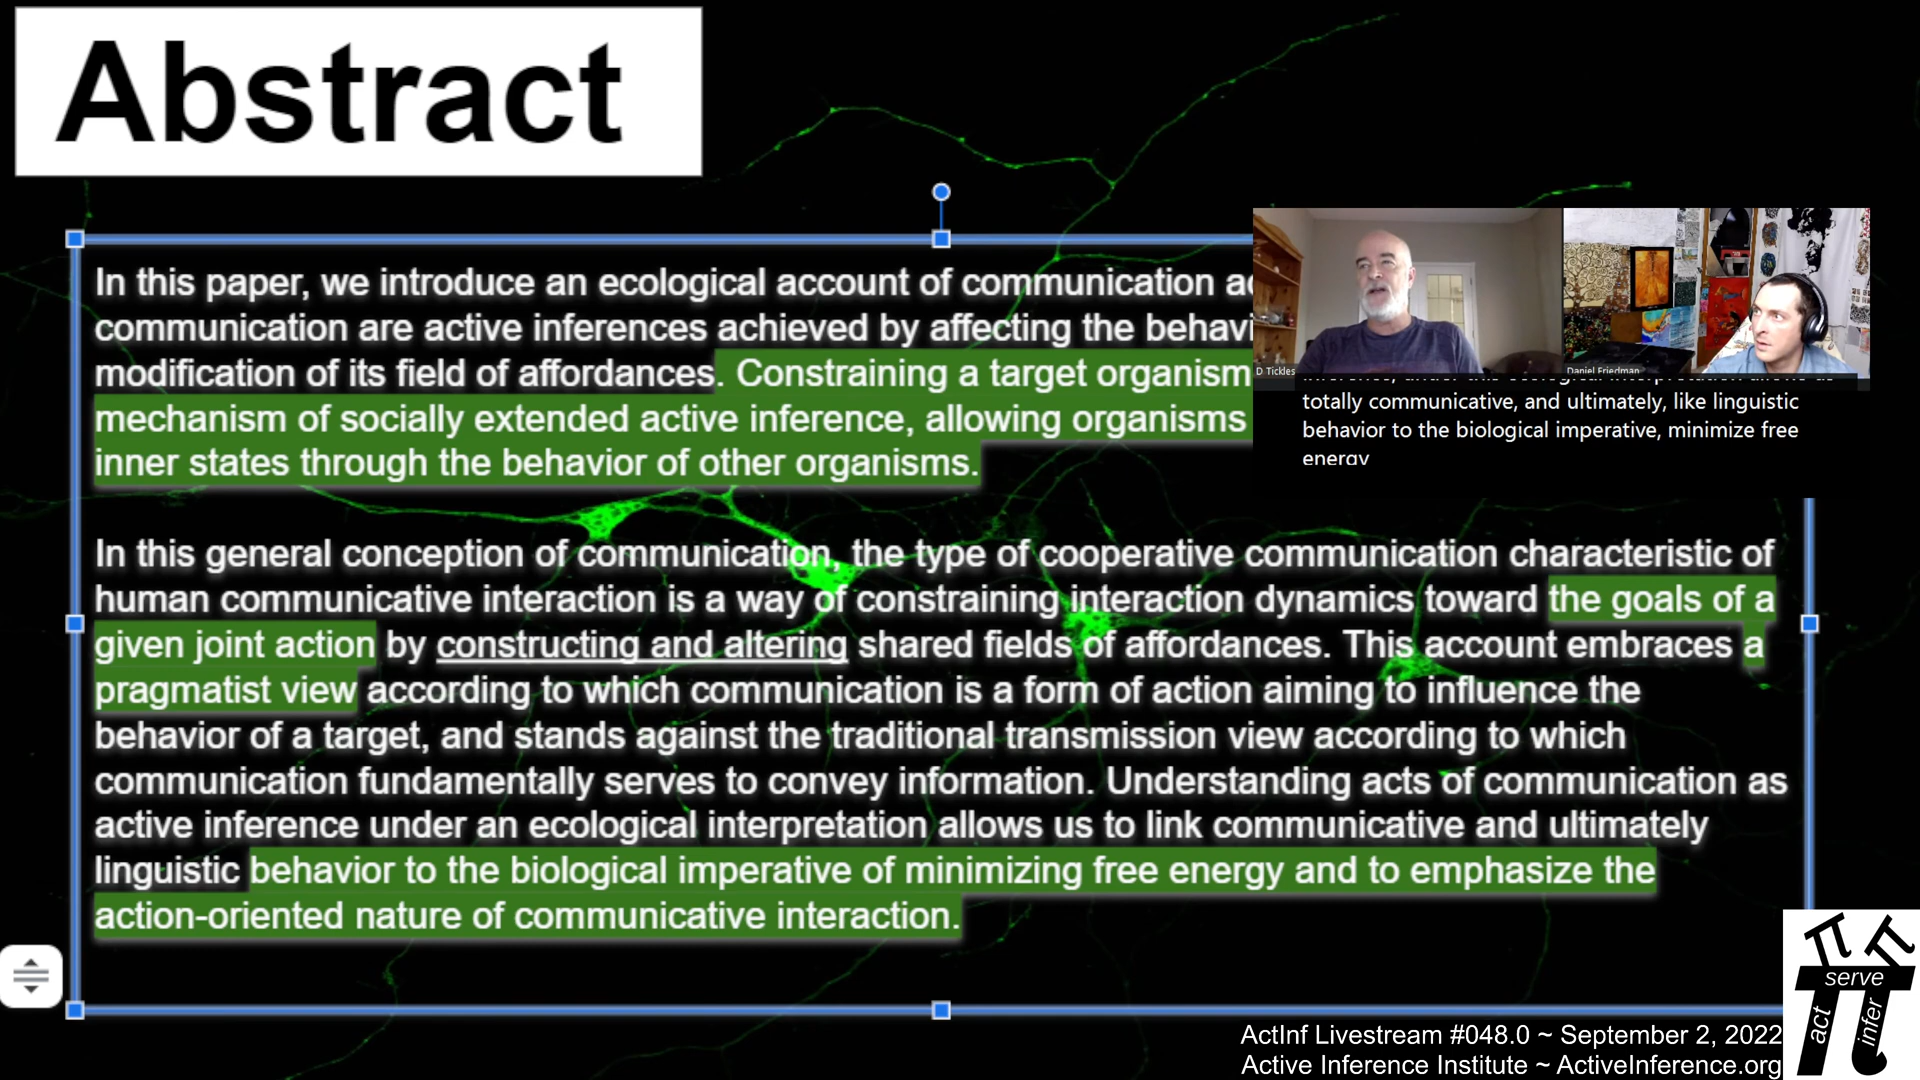 Abstract
In this paper, we introduce an ecological account of communication ac
communication are active inferences achieved by affecting the behavi
modification of its field of affordances. Constraining a target organism
mechanism of socially extended active inference, allowing organisms
inner states through the behavior of other organisms.
D Tickles
Daniel Friedman
totally communicative, and ultimately, like linguistic
behavior to the biological imperative, minimize free
energy
In this general conception of communication, the type of cooperative communication characteristic of
human communicative interaction is a way of constraining interaction dynamics toward the goals of a
given joint action by constructing and altering shared fields of affordances. This account embraces a
pragmatist view according to which communication is a form of action aiming to influence the
behavior of a target, and stands against the traditional transmission view according to which
communication fundamentally serves to convey information. Understanding acts of communication as
active inference under an ecological interpretation allows us to link communicative and ultimately
linguistic behavior to the biological imperative of minimizing free energy and to emphasize the
action-oriented nature of communicative interaction.
serve
act
infer
ActInf Livestream #048.0 ~ September 2, 2022
Active Inference Institute ~ ActiveInference.org